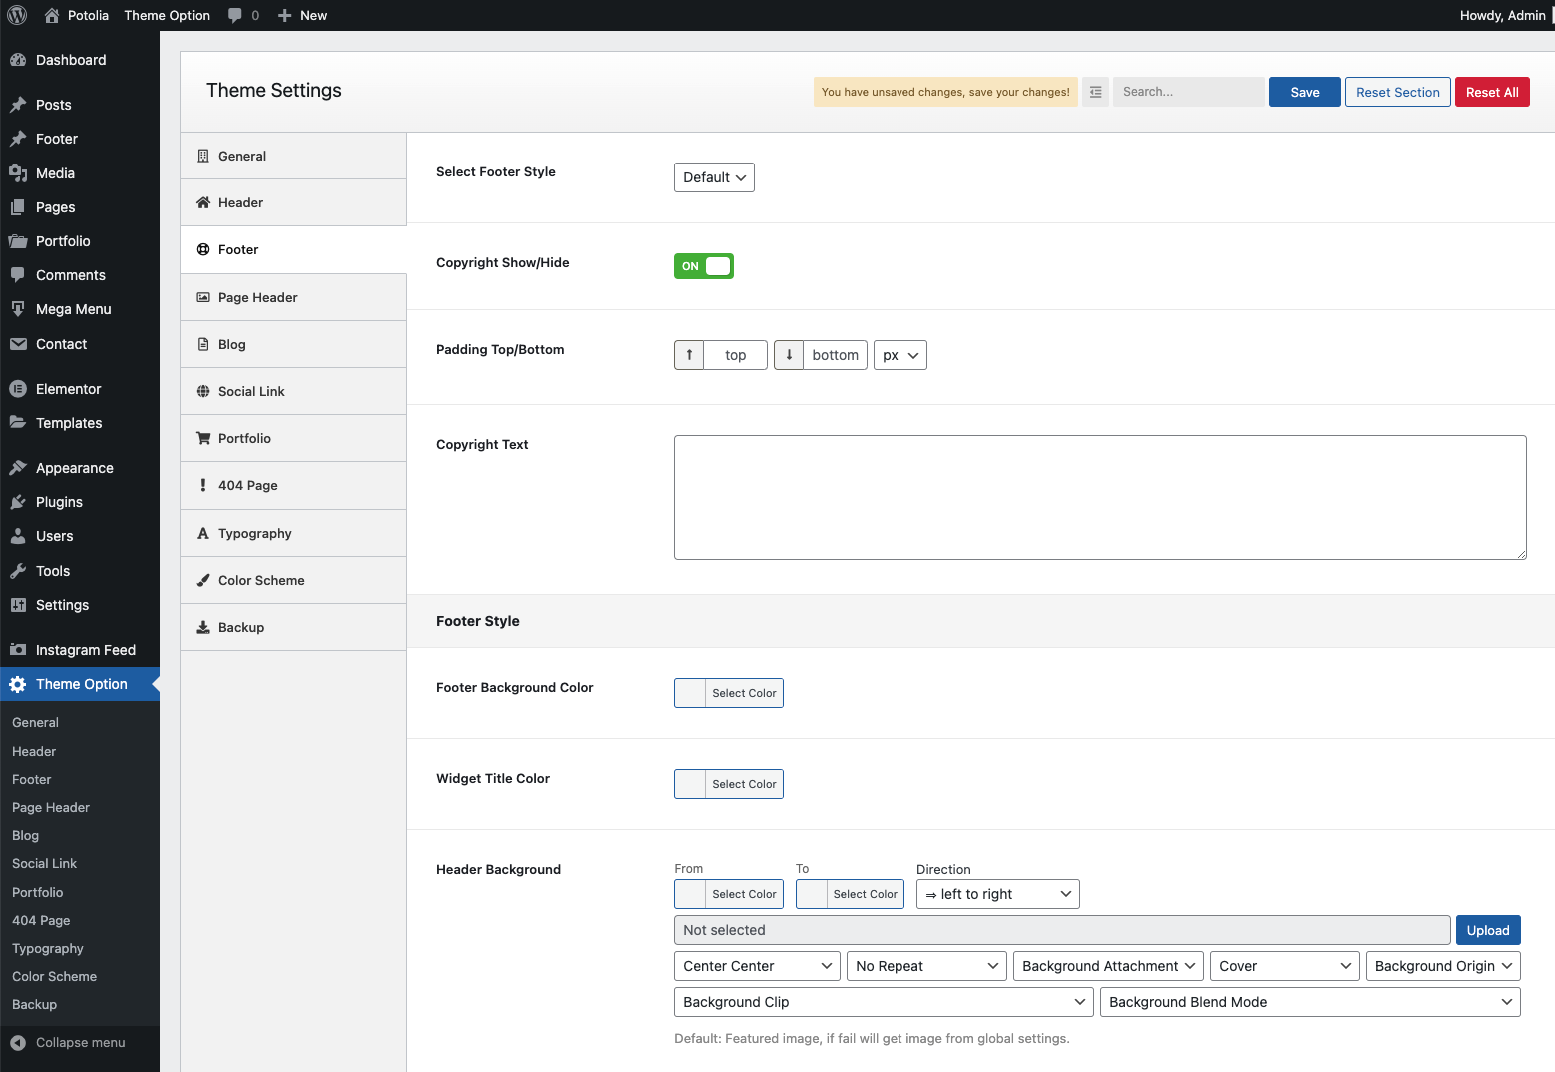 Potolia
Theme Option
0
New
Howdy, Admin
Dashboard
Posts
Footer
Media
Pages
Portfolio
Comments
Mega Menu
Contact
Elementor
Templates
Appearance
Plugins
Users
Tools
Settings
Instagram Feed
Theme Option
General
Header
Footer
Page Header
Blog
Social Link
Portfolio
404 Page
Typography
Color Scheme
Backup
Collapse menu
Theme Settings
You have unsaved changes, save your changes!
Search...
Save
Reset Section
Reset All
General
Header
Footer
Page Header
Blog
Social Link
Portfolio
404 Page
Typography
Color Scheme
Backup
Select Footer Style
Default
Copyright Show/Hide
ON
Padding Top/Bottom
top
bottom
px
Copyright Text
Footer Style
Footer Background Color
Select Color
Widget Title Color
Select Color
Header Background
From
To
Direction
Select Color
Select Color
⇒ left to right
Not selected
Upload
Center Center
No Repeat
Background Attachment
Cover
Background Origin
Background Clip
Background Blend Mode
Default: Featured image, if fail will get image from global settings.